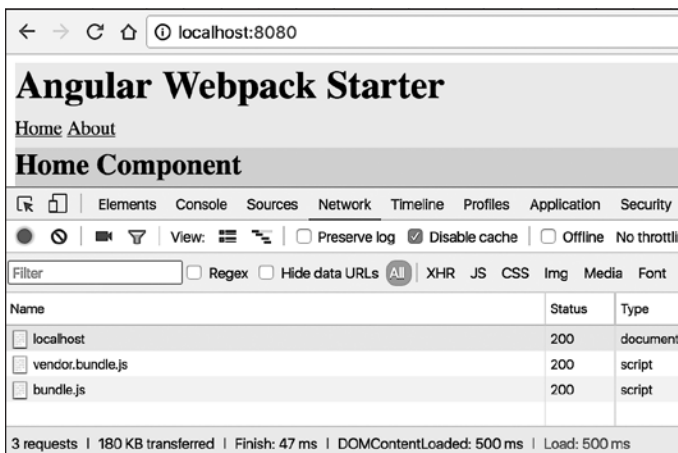 localhost:8080
Angular Webpack Starter
Home About
Home Component
Elements Console Sources Network Timeline Profiles Application Security
View: Preserve log Disable cache Offline No throttli
Filter Regex Hide data URLs All XHR JS CSS Img Media Font
Name Status Type
localhost 200 document
vendor.bundle.js 200 script
bundle.js 200 script
3 requests | 180 KB transferred | Finish: 47 ms | DOMContentLoaded: 500 ms | Load: 500 ms